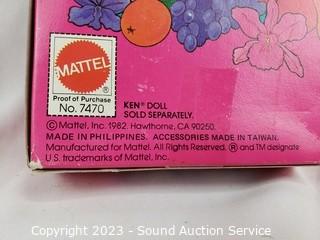 MATTEL
®
Proof of Purchase
No. 7470
KEN® DOLL
SOLD SEPARATELY.
© Mattel, Inc. 1982. Hawthorne, CA 90250.
MADE IN PHILIPPINES. ACCESSORIES MADE IN TAIWAN.
Manufactured for Mattel. All Rights Reserved. ® and TM designate
U.S. trademarks of Mattel, Inc.
Copyright 2023 - Sound Auction Service